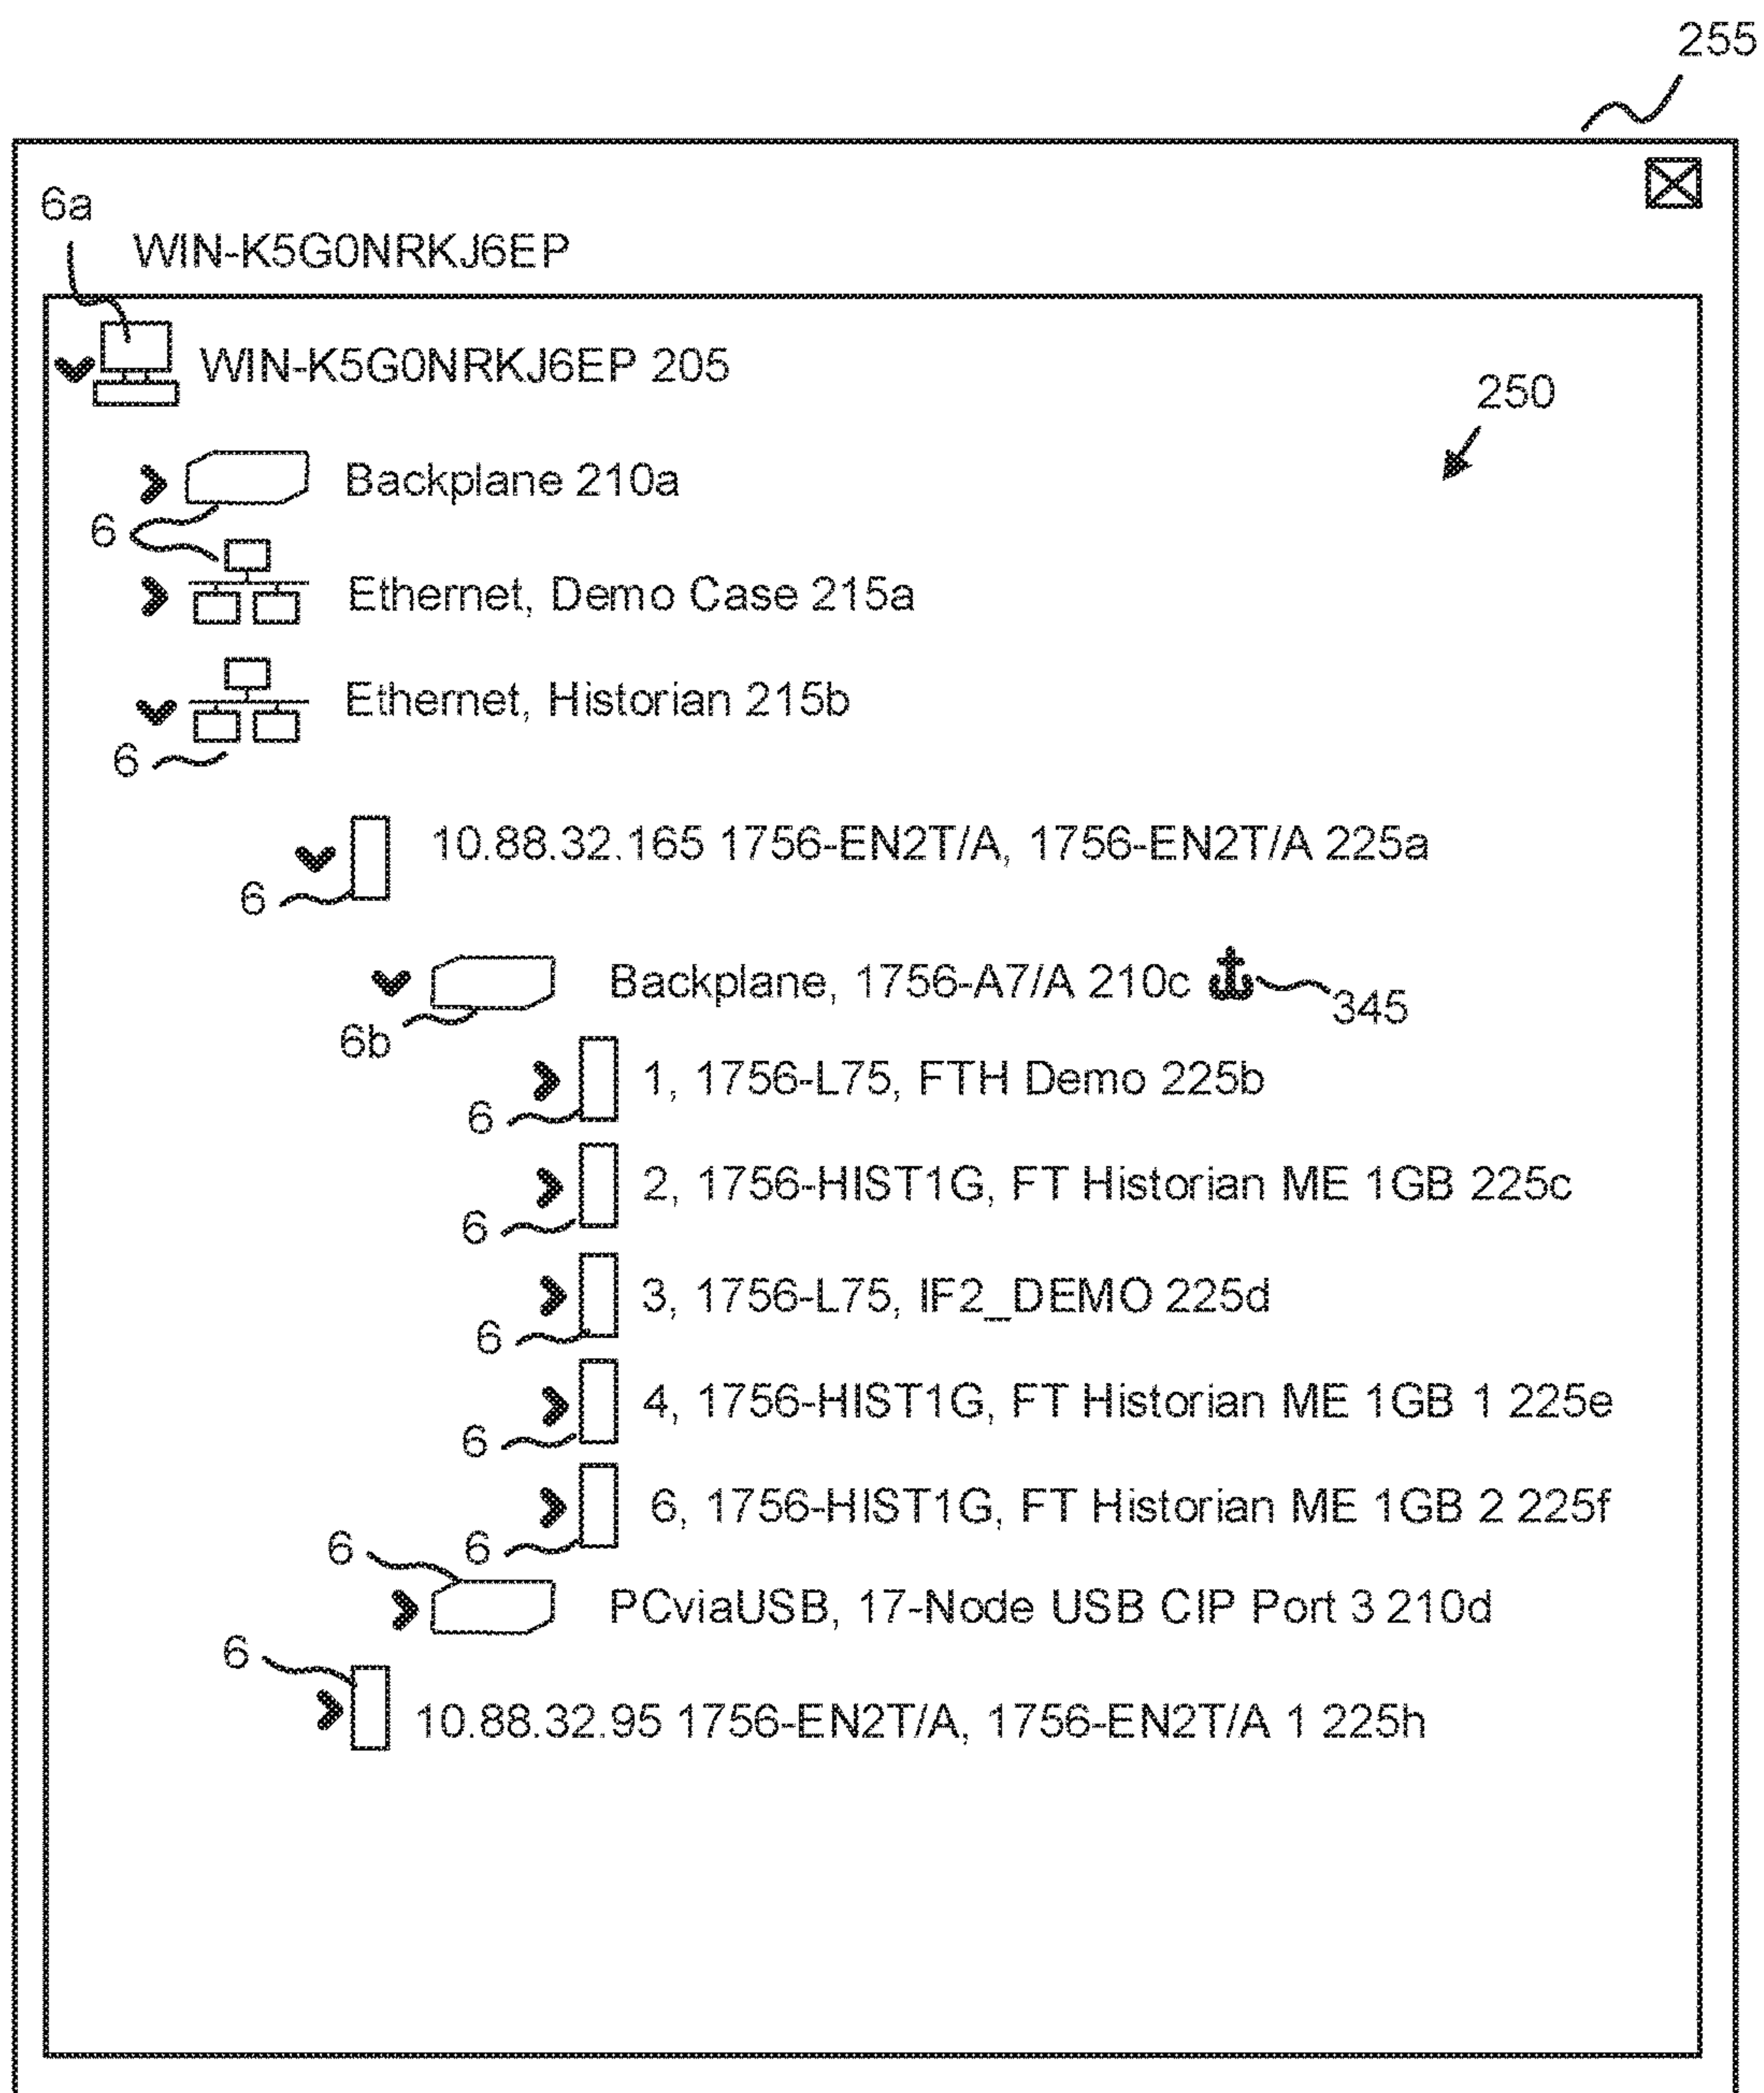 255
6a
WIN-K5G0NRKJ6EP
WIN-K5G0NRKJ6EP 205
250
Backplane 210a
6
Ethernet, Demo Case 215a
Ethernet, Historian 215b
6
10.88.32.165 1756-EN2T/A, 1756-EN2T/A 225a
6
Backplane, 1756-A7/A 210c
345
6b
1, 1756-L75, FTH Demo 225b
6
2, 1756-HIST1G, FT Historian ME 1GB 225c
6
3, 1756-L75, IF2_DEMO 225d
6
4, 1756-HIST1G, FT Historian ME 1GB 1 225e
6
6, 1756-HIST1G, FT Historian ME 1GB 2 225f
6 6
PCviaUSB, 17-Node USB CIP Port 3 210d
6
10.88.32.95 1756-EN2T/A, 1756-EN2T/A 1 225h